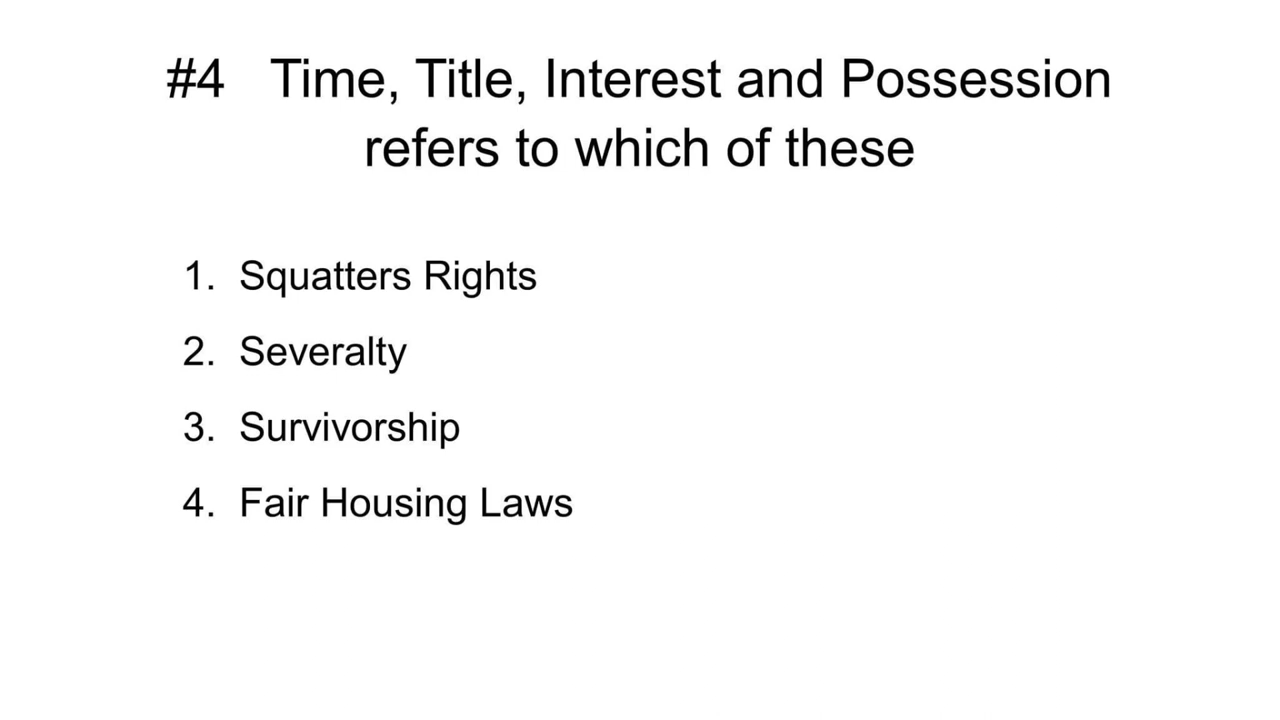 #4 Time, Title, Interest and Possession
refers to which of these
1. Squatters Rights
2. Severalty
3. Survivorship
4. Fair Housing Laws